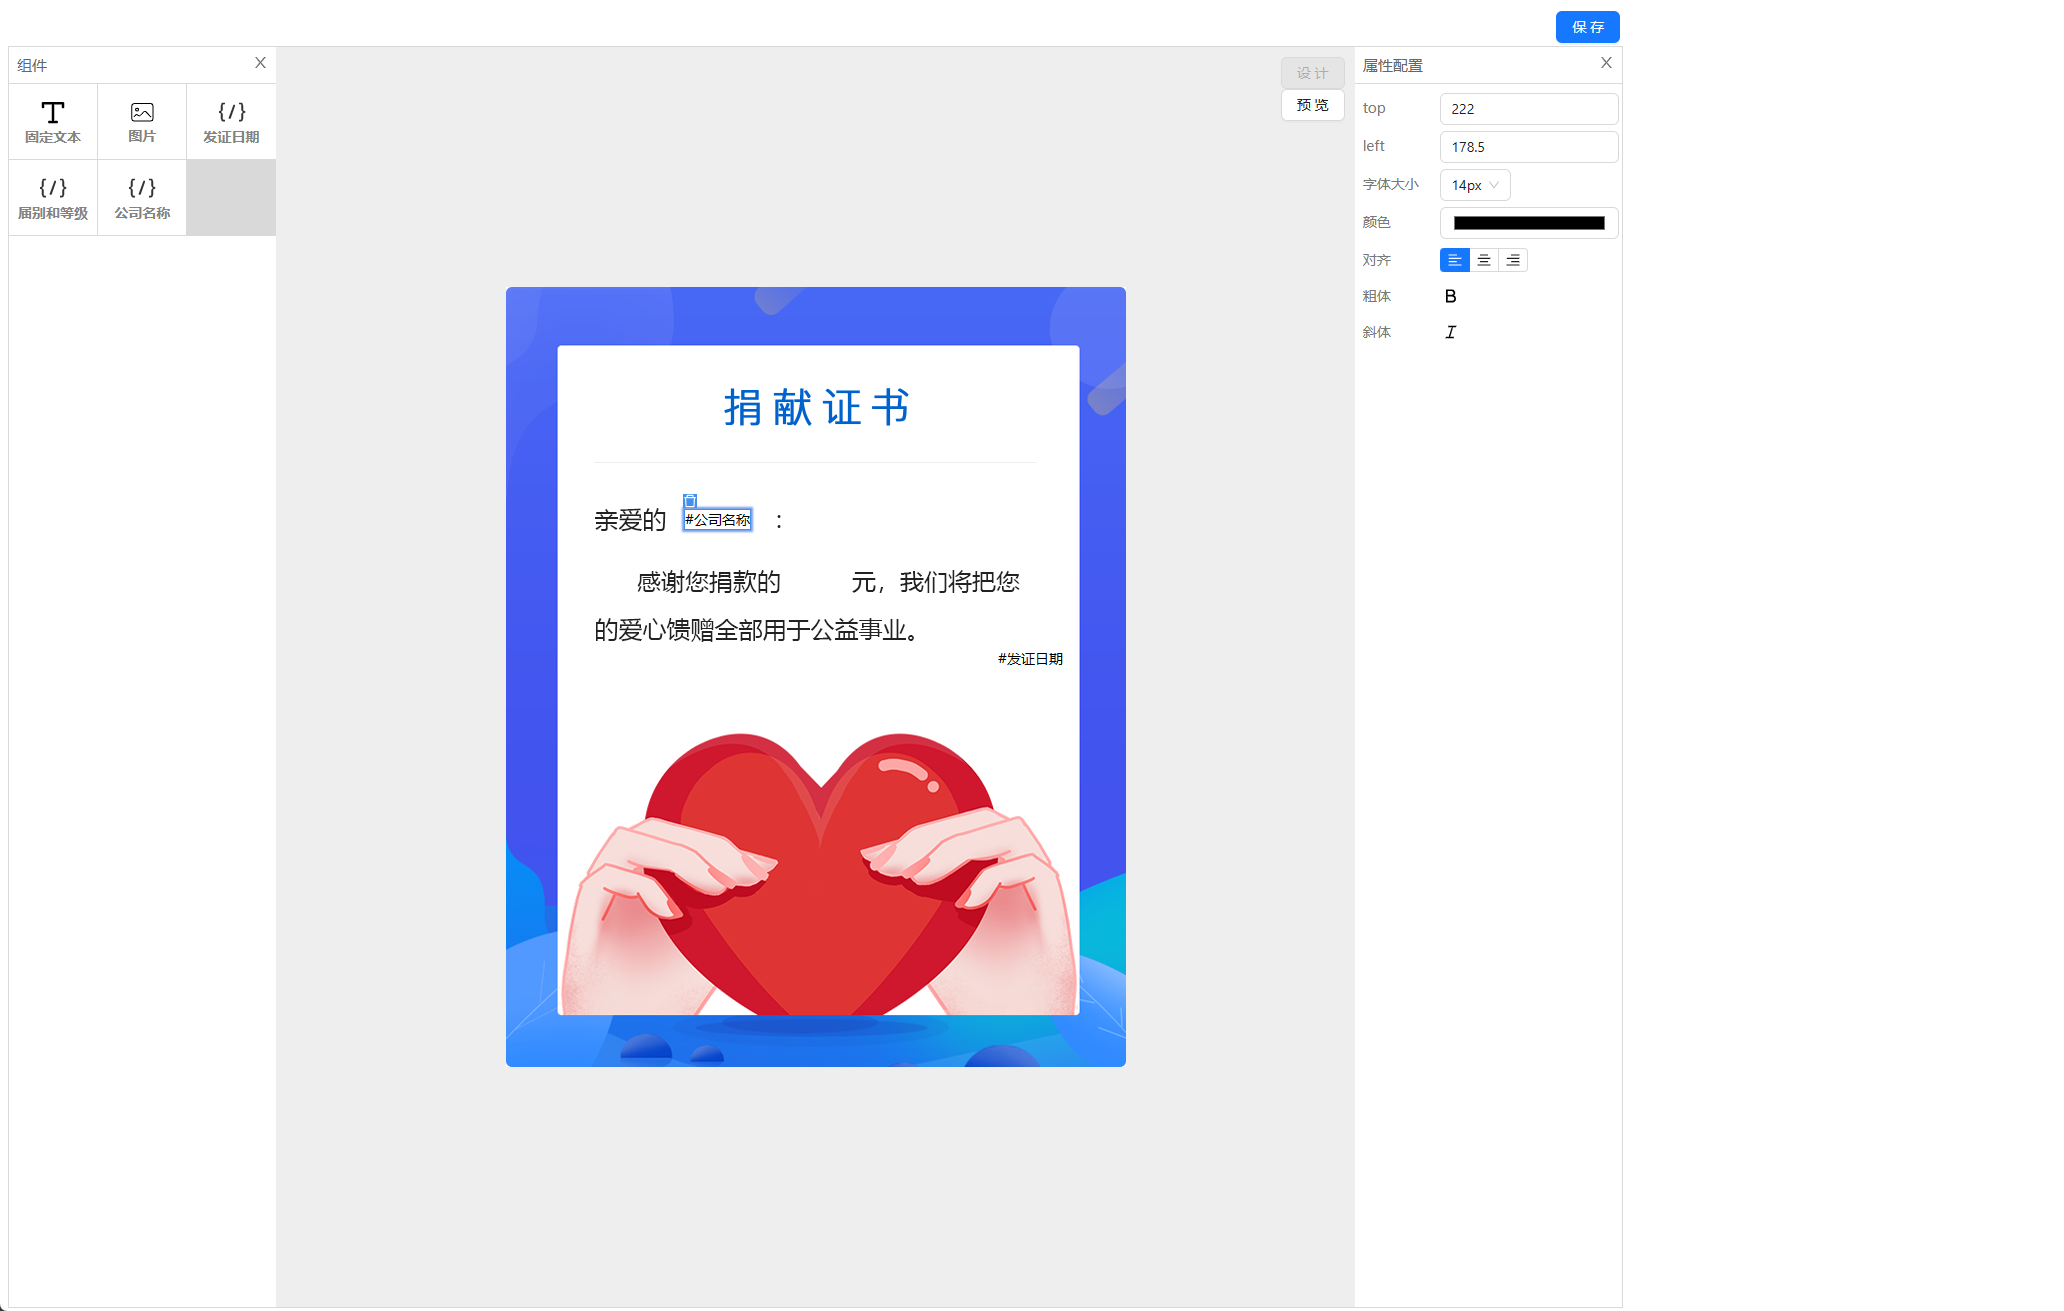 保 存
组件
X
属性配置
X
固定文本
图片
{/} 发证日期
{/} 届别和等级
{/} 公司名称
设 计
预 览
top 222
left 178.5
字体大小 14px
颜色
对齐
粗体 B
斜体 I
捐献证书
亲爱的 #公司名称 ：
感谢您捐款的 元，我们将把您
的爱心馈赠全部用于公益事业。
#发证日期